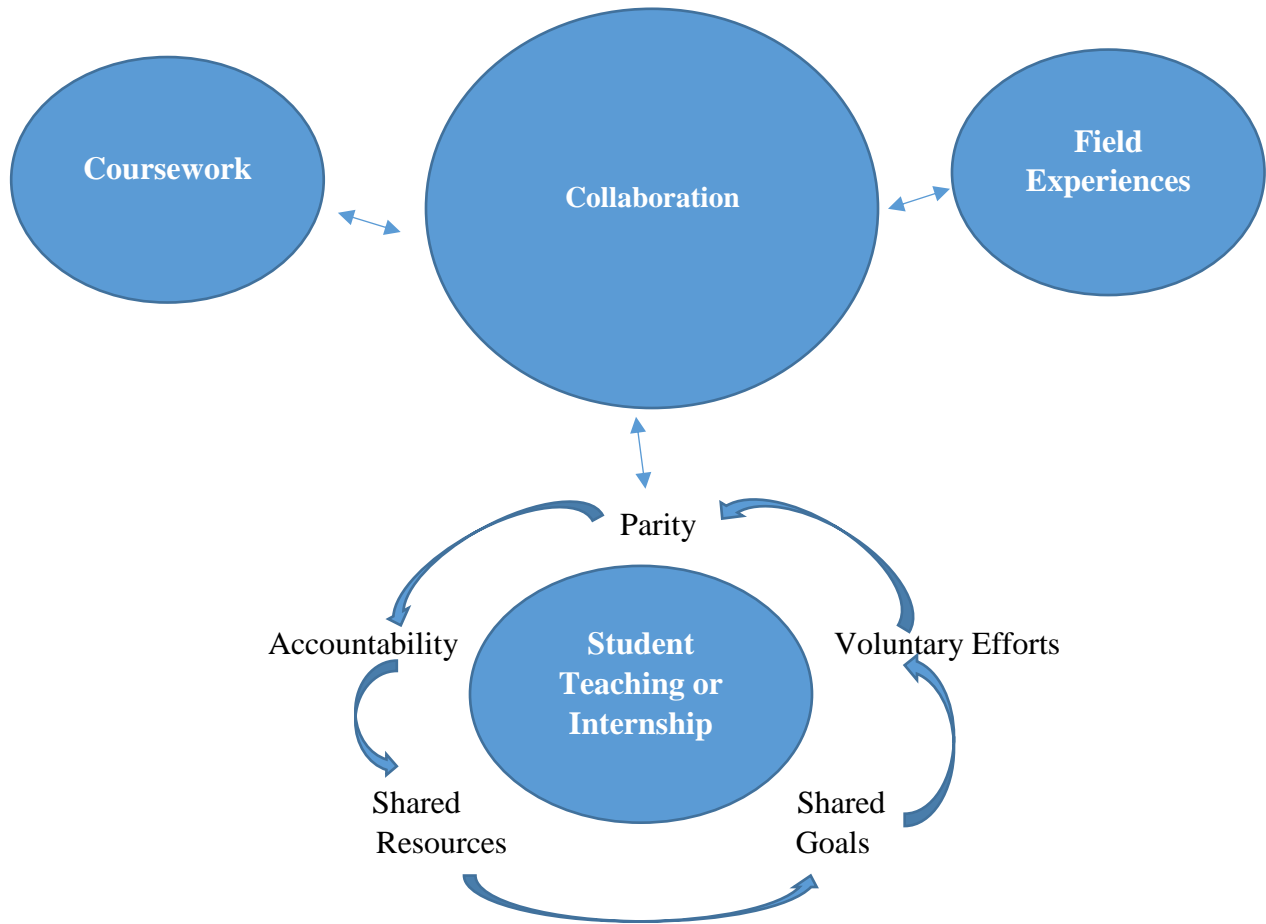 Coursework
Collaboration
Field
Experiences
Parity
Accountability
Student
Teaching or
Internship
Voluntary Efforts
Shared
Resources
Shared
Goals